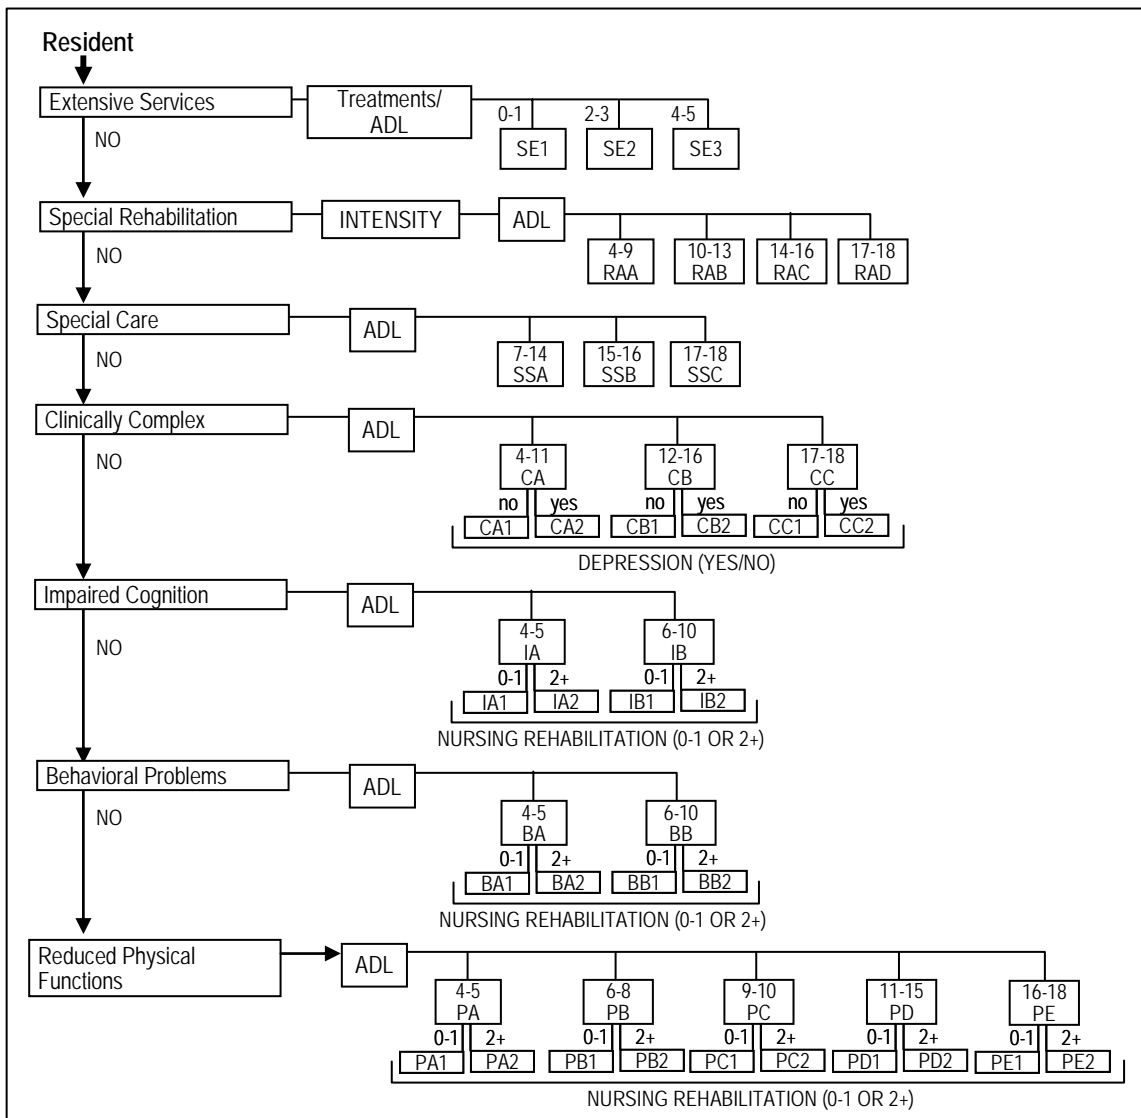 Resident
Extensive Services
Treatments/
ADL
0-1
2-3
4-5
SE1
SE2
SE3
NO
Special Rehabilitation
INTENSITY
ADL
4-9
RAA
10-13
RAB
14-16
RAC
17-18
RAD
NO
Special Care
ADL
7-14
SSA
15-16
SSB
17-18
SSC
NO
Clinically Complex
ADL
4-11
CA
12-16
CB
17-18
CC
NO
no yes
no yes
no yes
CA1 CA2
CB1 CB2
CC1 CC2
DEPRESSION (YES/NO)
Impaired Cognition
ADL
4-5
IA
6-10
IB
NO
0-1 2+
0-1 2+
IA1 IA2
IB1 IB2
NURSING REHABILITATION (0-1 OR 2+)
Behavioral Problems
ADL
4-5
BA
6-10
BB
NO
0-1 2+
0-1 2+
BA1 BA2
BB1 BB2
NURSING REHABILITATION (0-1 OR 2+)
Reduced Physical
Functions
ADL
4-5
PA
6-8
PB
9-10
PC
11-15
PD
16-18
PE
0-1 2+
0-1 2+
0-1 2+
0-1 2+
0-1 2+
PA1 PA2
PB1 PB2
PC1 PC2
PD1 PD2
PE1 PE2
NURSING REHABILITATION (0-1 OR 2+)